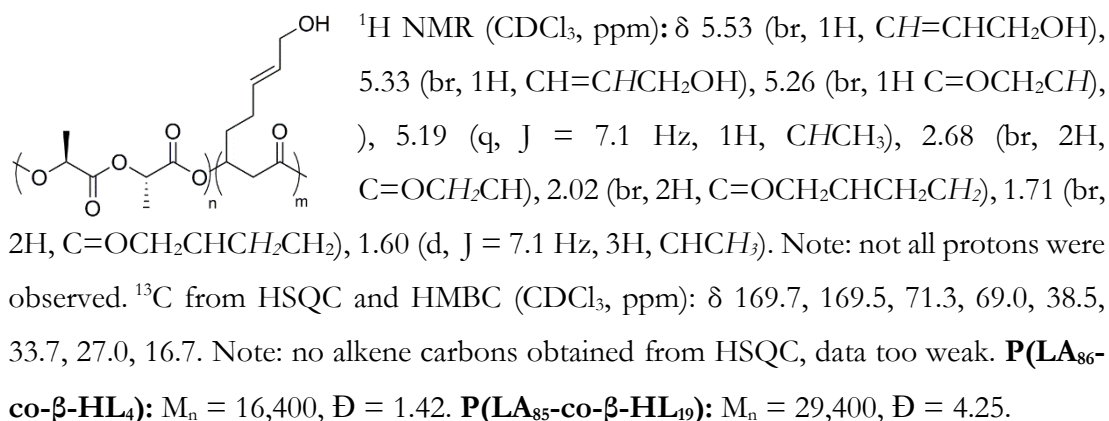 OH
O
O
O
O
O
O
n
m
¹H NMR (CDCl₃, ppm): δ 5.53 (br, 1H, CH=CHCH₂OH),
5.33 (br, 1H, CH=CHCH₂OH), 5.26 (br, 1H C=OCH₂CH),
), 5.19 (q, J = 7.1 Hz, 1H, CHCH₃), 2.68 (br, 2H,
C=OCH₂CH), 2.02 (br, 2H, C=OCH2CHCH₂CH₂), 1.71 (br,
2H, C=OCH₂CHCH₂CH₂), 1.60 (d, J = 7.1 Hz, 3H, CHCH₃). Note: not all protons were
observed. ¹³C from HSQC and HMBC (CDCl₃, ppm): δ 169.7, 169.5, 71.3, 69.0, 38.5,
33.7, 27.0, 16.7. Note: no alkene carbons obtained from HSQC, data too weak. P(LA₈₆-
co-β-HL₄): Mₙ = 16,400, Đ = 1.42. P(LA₈₅-co-β-HL₁₉): Mₙ = 29,400, Đ = 4.25.